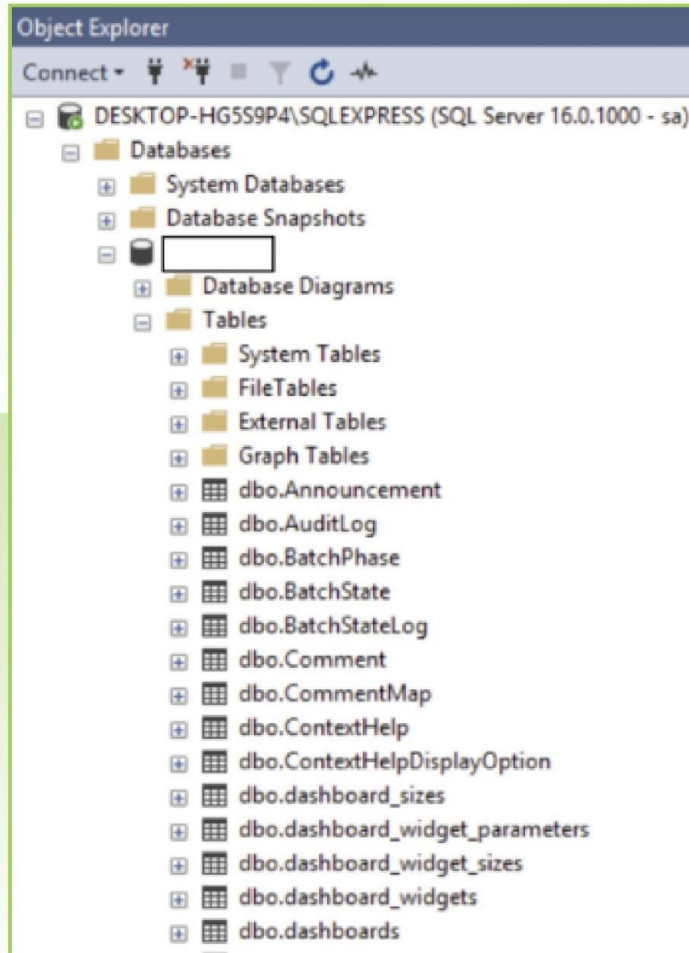 Object Explorer
Connect
DESKTOP-HG5S9P4\SQLEXPRESS (SQL Server 16.0.1000 - sa)
Databases
System Databases
Database Snapshots
Database Diagrams
Tables
System Tables
FileTables
External Tables
Graph Tables
dbo.Announcement
dbo.AuditLog
dbo.BatchPhase
dbo.BatchState
dbo.BatchStateLog
dbo.Comment
dbo.CommentMap
dbo.ContextHelp
dbo.ContextHelpDisplayOption
dbo.dashboard_sizes
dbo.dashboard_widget_parameters
dbo.dashboard_widget_sizes
dbo.dashboard_widgets
dbo.dashboards